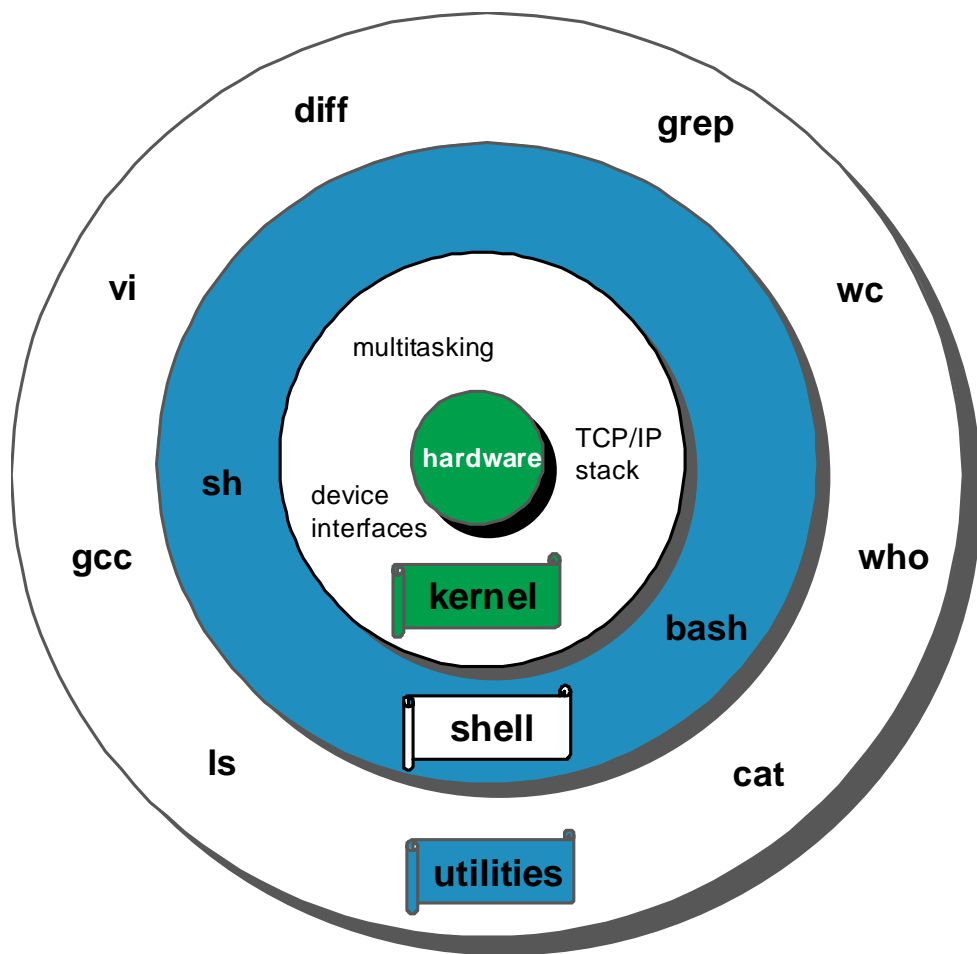 diff
grep
vi
wc
multitasking
hardware
TCP/IP
stack
sh
device
interfaces
gcc
who
kernel
bash
shell
ls
cat
utilities